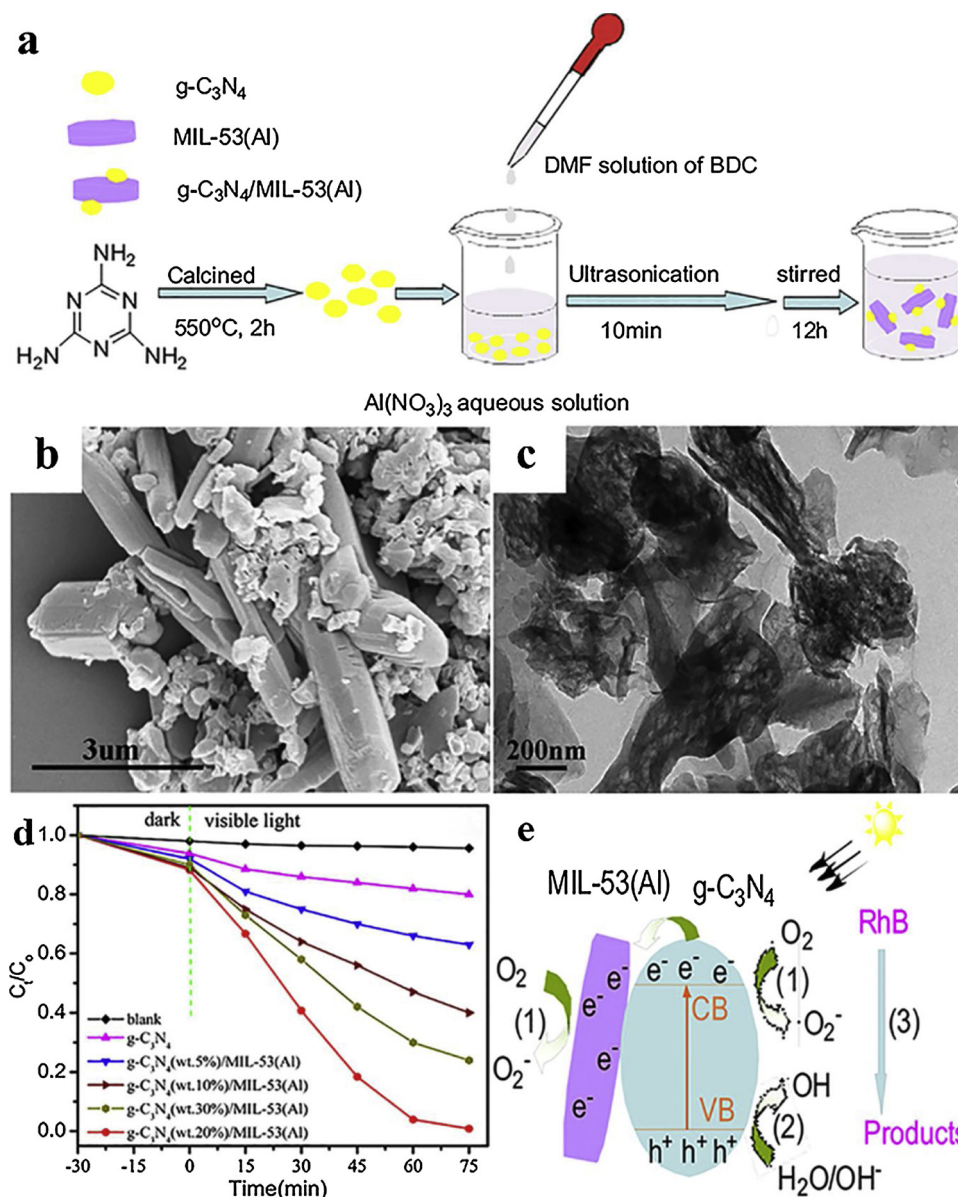 a
g-C₃N₄
MIL-53(Al)
g-C₃N₄/MIL-53(Al)
DMF solution of BDC
NH₂
N
N
N
H₂N
NH₂
Calcined
550°C, 2h
Ultrasonication
10min
stirred
12h
Al(NO₃)₃ aqueous solution
b
3um
c
200nm
d
dark
visible light
1.0
0.8
0.6
0.4
0.2
0.0
Cₜ/Cₒ
blank
g-C₃N₄
g-C₃N₄(wt.5%)/MIL-53(Al)
g-C₃N₄(wt.10%)/MIL-53(Al)
g-C₃N₄(wt.30%)/MIL-53(Al)
g-C₃N₄(wt.20%)/MIL-53(Al)
-30 -15 0 15 30 45 60 75
Time(min)
e
MIL-53(Al)
g-C₃N₄
RhB
O₂
(1)
O₂⁻
e⁻
e⁻
e⁻
e⁻
e⁻ e⁻ e⁻
CB
VB
h⁺ h⁺ h⁺
O₂
(1)
·O₂⁻
(3)
OH
(2)
H₂O/OH⁻
Products